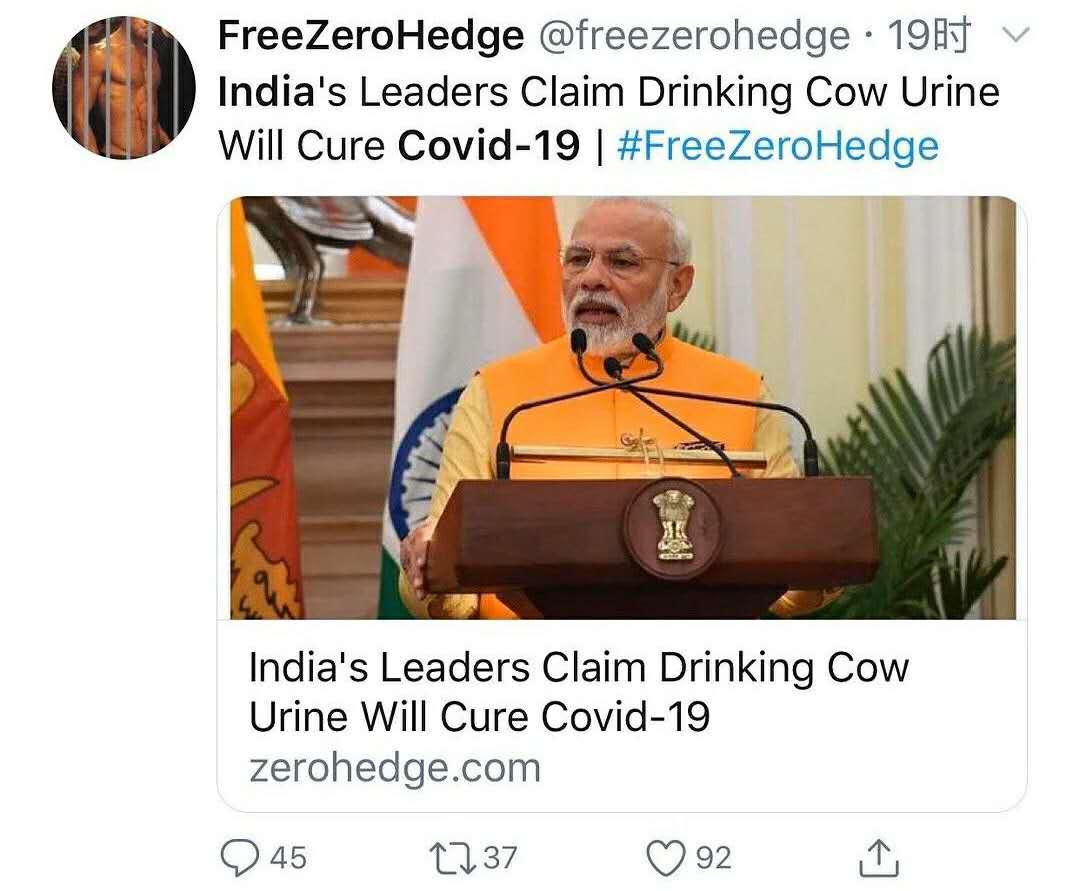 FreeZeroHedge @freezerohedge · 19时
India's Leaders Claim Drinking Cow Urine
Will Cure Covid-19 | #FreeZeroHedge
India's Leaders Claim Drinking Cow
Urine Will Cure Covid-19
zerohedge.com
45 37 92